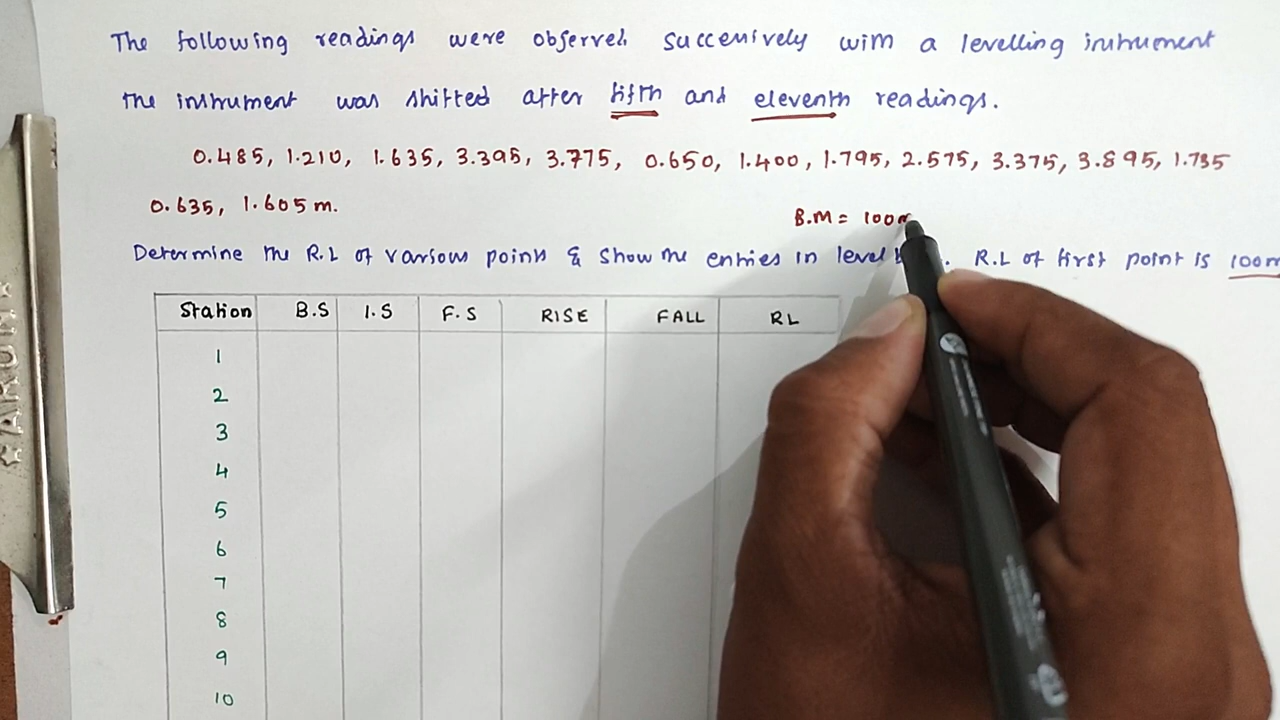 The following readings were observed successively with a levelling instrument
the instrument was shifted after fifth and eleventh readings.
0.485, 1.210, 1.635, 3.395, 3.775, 0.650, 1.400, 1.795, 2.575, 3.375, 3.895, 1.735
0.635, 1.605 m.
B.M = 100m
Determine the R.L of various points & show the entries in level . R.L of first point is 100m
Station B.S I.S F.S RISE FALL RL
1
2
3
4
5
6
7
8
9
10